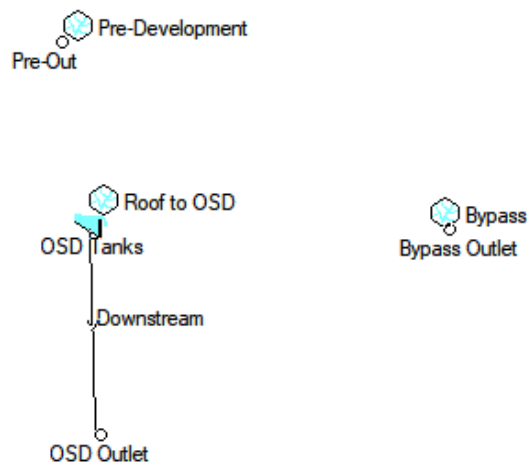 Pre-Development
Pre-Out
Roof to OSD
Bypass
OSD Tanks
Bypass Outlet
Downstream
OSD Outlet